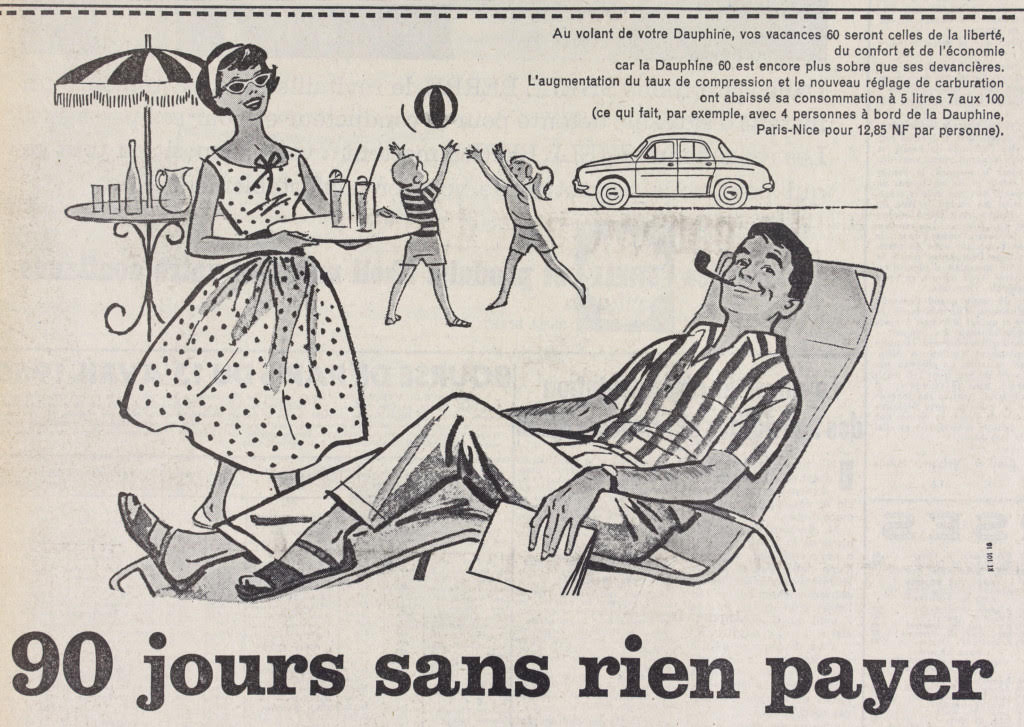 Au volant de votre Dauphine, vos vacances 60 seront celles de la liberté,
du confort et de l'économie
car la Dauphine 60 est encore plus sobre que ses devancières.
L'augmentation du taux de compression et le nouveau réglage de carburation
ont abaissé sa consommation à 5 litres 7 aux 100
(ce qui fait, par exemple, avec 4 personnes à bord de la Dauphine,
Paris-Nice pour 12,85 NF par personne).
90 jours sans rien payer